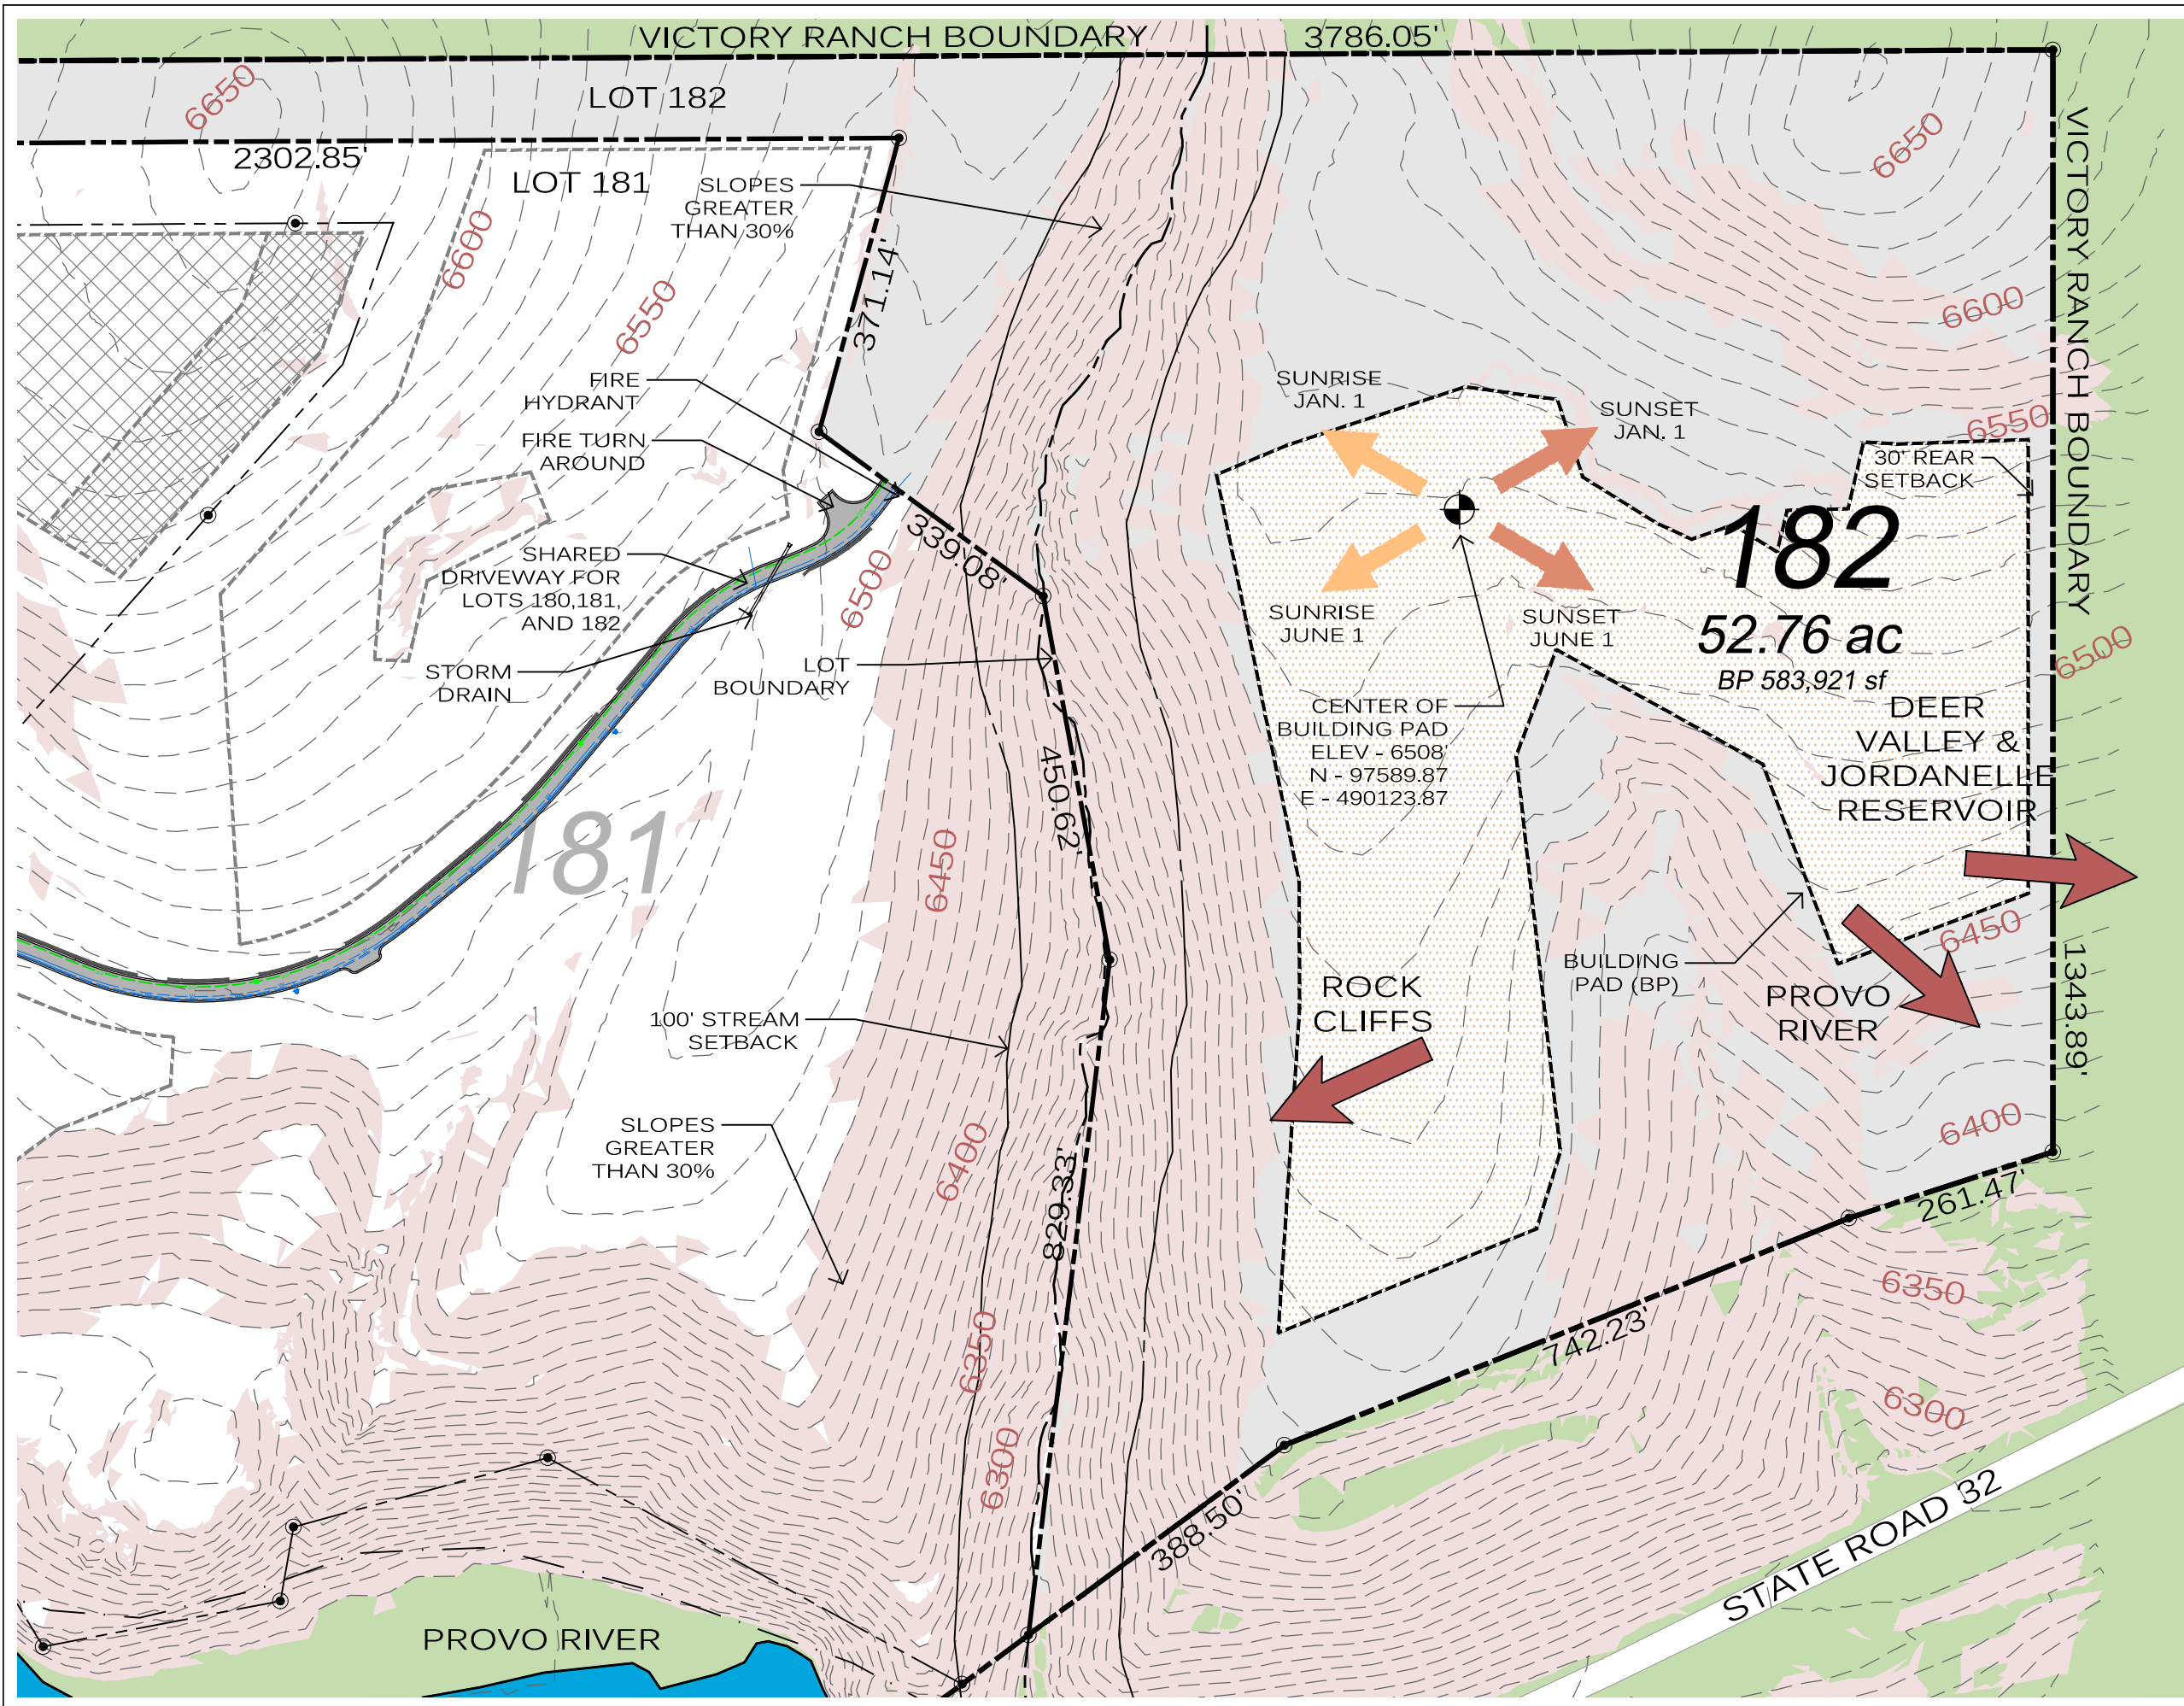 VICTORY RANCH BOUNDARY
3786.05'
6650
LOT 182
2302.85'
LOT 181
SLOPES
GREATER
THAN 30%
6650
VICTORY RANCH BOUNDARY
6600
6550
371.14'
6600
FIRE
HYDRANT
SUNRISE
JAN. 1
SUNSET
JAN. 1
6550
FIRE TURN
AROUND
30' REAR
SETBACK
339.08'
182
SHARED
DRIVEWAY FOR
LOTS 180,181,
AND 182
6500
SUNRISE
JUNE 1
SUNSET
JUNE 1
52.76 ac
BP 583,921 sf
6500
STORM
DRAIN
LOT
BOUNDARY
CENTER OF
BUILDING PAD
ELEV - 6508'
N - 97589.87
E - 490123.87
DEER
VALLEY &
JORDANELLE
RESERVOIR
450.62'
181
6450
6450
BUILDING
PAD (BP)
ROCK
CLIFFS
PROVO
RIVER
1343.89'
100' STREAM
SETBACK
6400
SLOPES
GREATER
THAN 30%
6400
829.33'
261.47'
6350
742.23'
6350
6300
6300
388.50'
STATE ROAD 32
PROVO RIVER